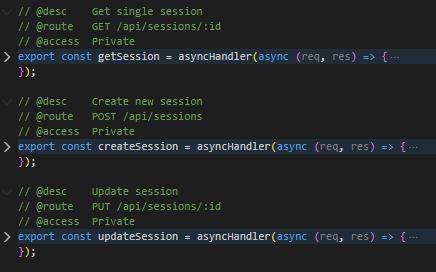 // @desc    Get single session
// @route   GET /api/sessions/:id
// @access  Private
export const getSession = asyncHandler(async (req, res) => {···
});
// @desc    Create new session
// @route   POST /api/sessions
// @access  Private
export const createSession = asyncHandler(async (req, res) => {···
});
// @desc    Update session
// @route   PUT /api/sessions/:id
// @access  Private
export const updateSession = asyncHandler(async (req, res) => {···
});